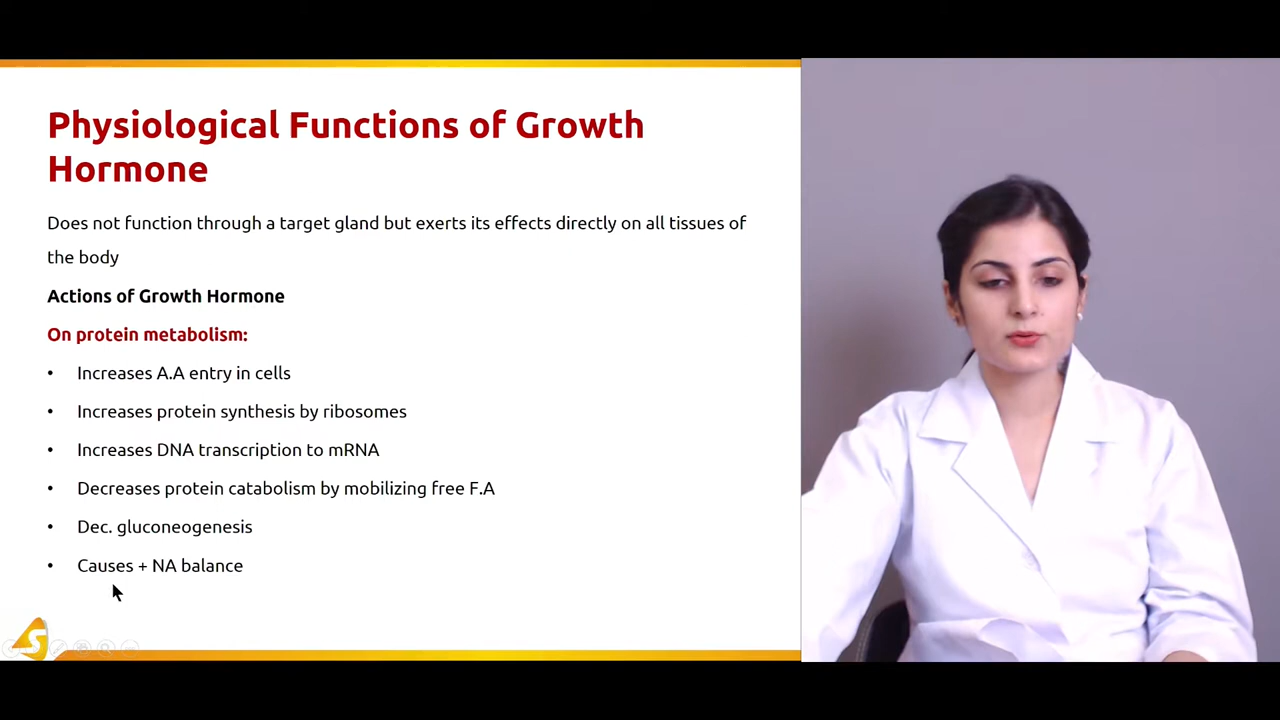 Physiological Functions of Growth
Hormone
Does not function through a target gland but exerts its effects directly on all tissues of
the body
Actions of Growth Hormone
On protein metabolism:
• Increases A.A entry in cells
• Increases protein synthesis by ribosomes
• Increases DNA transcription to mRNA
• Decreases protein catabolism by mobilizing free F.A
• Dec. gluconeogenesis
• Causes + NA balance
S